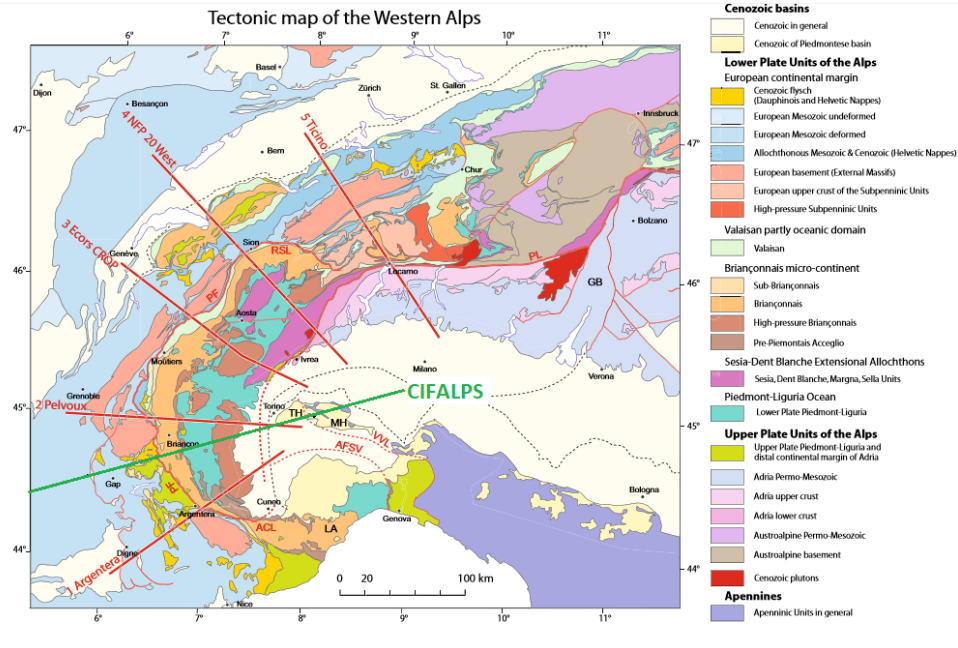 Tectonic map of the Western Alps
6°
7°
8°
9°
10°
11°
47°
46°
45°
44°
47°
46°
45°
44°
6°
7°
8°
9°
10°
11°
Dijon
Besançon
Basel
Zürich
St. Gallen
Bern
Innsbruck
Chur
Bolzano
4 NFP 20 West
5 Ticino
3 Ecors CROP
Genève
Sion
RSL
PF
Locarno
PL
GB
Aosta
Ivrea
Moûtiers
Milano
Verona
Grenoble
2 Pelvoux
Torino
TH
MH
CIFALPS
VVL
AFSV
Briançon
Gap
PF
Argentera
Cuneo
ACL
LA
Genova
Bologna
Digne
1 Argentera
Nice
0 20 100 km
Cenozoic basins
Cenozoic in general
Cenozoic of Piedmontese basin
Lower Plate Units of the Alps
European continental margin
Cenozoic flysch
(Dauphinois and Helvetic Nappes)
European Mesozoic undeformed
European Mesozoic deformed
Allochthonous Mesozoic & Cenozoic (Helvetic Nappes)
European basement (External Massifs)
European upper crust of the Subpenninic Units
High-pressure Subpenninic Units
Valaisan partly oceanic domain
Valaisan
Briançonnais micro-continent
Sub-Briançonnais
Briançonnais
High-pressure Briançonnais
Pre-Piemontais Acceglio
Sesia-Dent Blanche Extensional Allochthons
Sesia, Dent Blanche, Margna, Sella Units
Piedmont-Liguria Ocean
Lower Plate Piedmont-Liguria
Upper Plate Units of the Alps
Upper Plate Piedmont-Liguria and
distal continental margin of Adria
Adria Permo-Mesozoic
Adria upper crust
Adria lower crust
Austroalpine Permo-Mesozoic
Austroalpine basement
Cenozoic plutons
Apennines
Apenninic Units in general